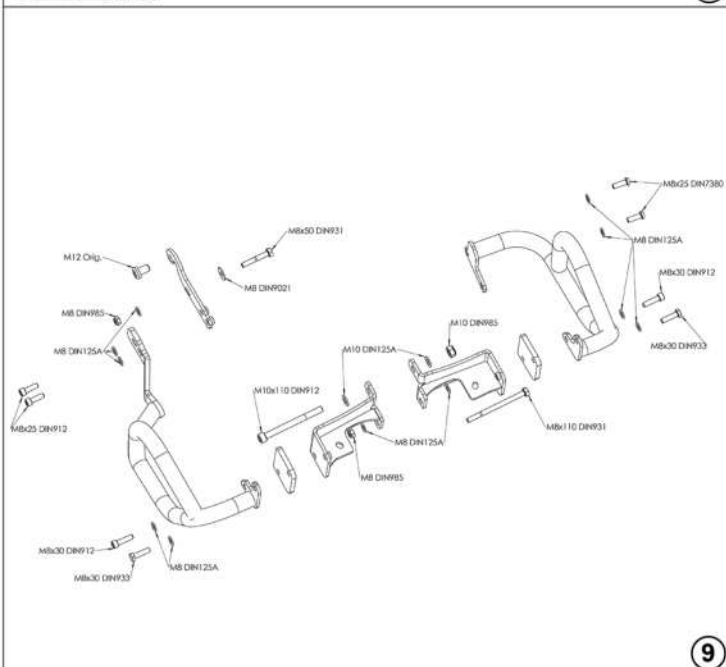 M8x25 DIN7380
M8x50 DIN931
M8 DIN125A
M12 Orig.
M8x30 DIN912
M8 DIN9021
M8 DIN985
M10 DIN985
M8x30 DIN933
M8 DIN125A
M10 DIN125A
M10x110 DIN912
M8x25 DIN912
M8x110 DIN931
M8 DIN125A
M8 DIN985
M8x30 DIN912
M8 DIN125A
M8x30 DIN933
9